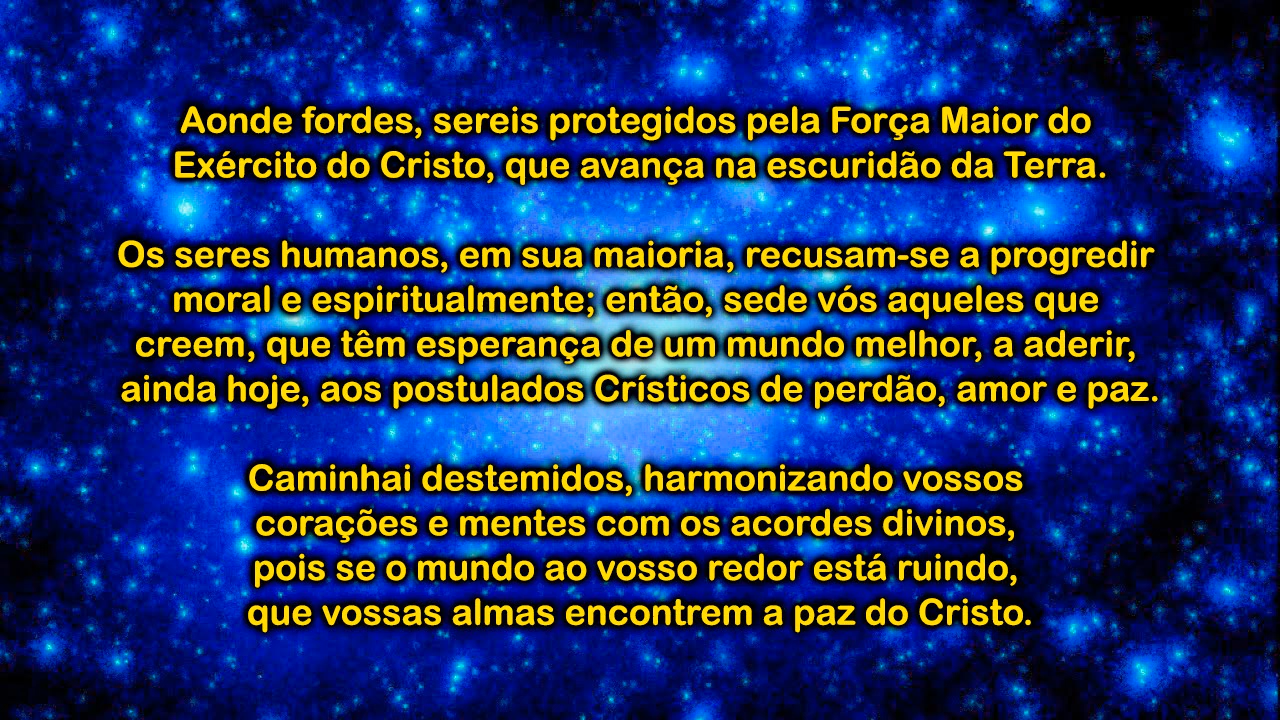 Aonde fordes, sereis protegidos pela Força Maior do
Exército do Cristo, que avança na escuridão da Terra.
Os seres humanos, em sua maioria, recusam-se a progredir
moral e espiritualmente; então, sede vós aqueles que
creem, que têm esperança de um mundo melhor, a aderir,
ainda hoje, aos postulados Crísticos de perdão, amor e paz.
Caminhai destemidos, harmonizando vossos
corações e mentes com os acordes divinos,
pois se o mundo ao vosso redor está ruindo,
que vossas almas encontrem a paz do Cristo.